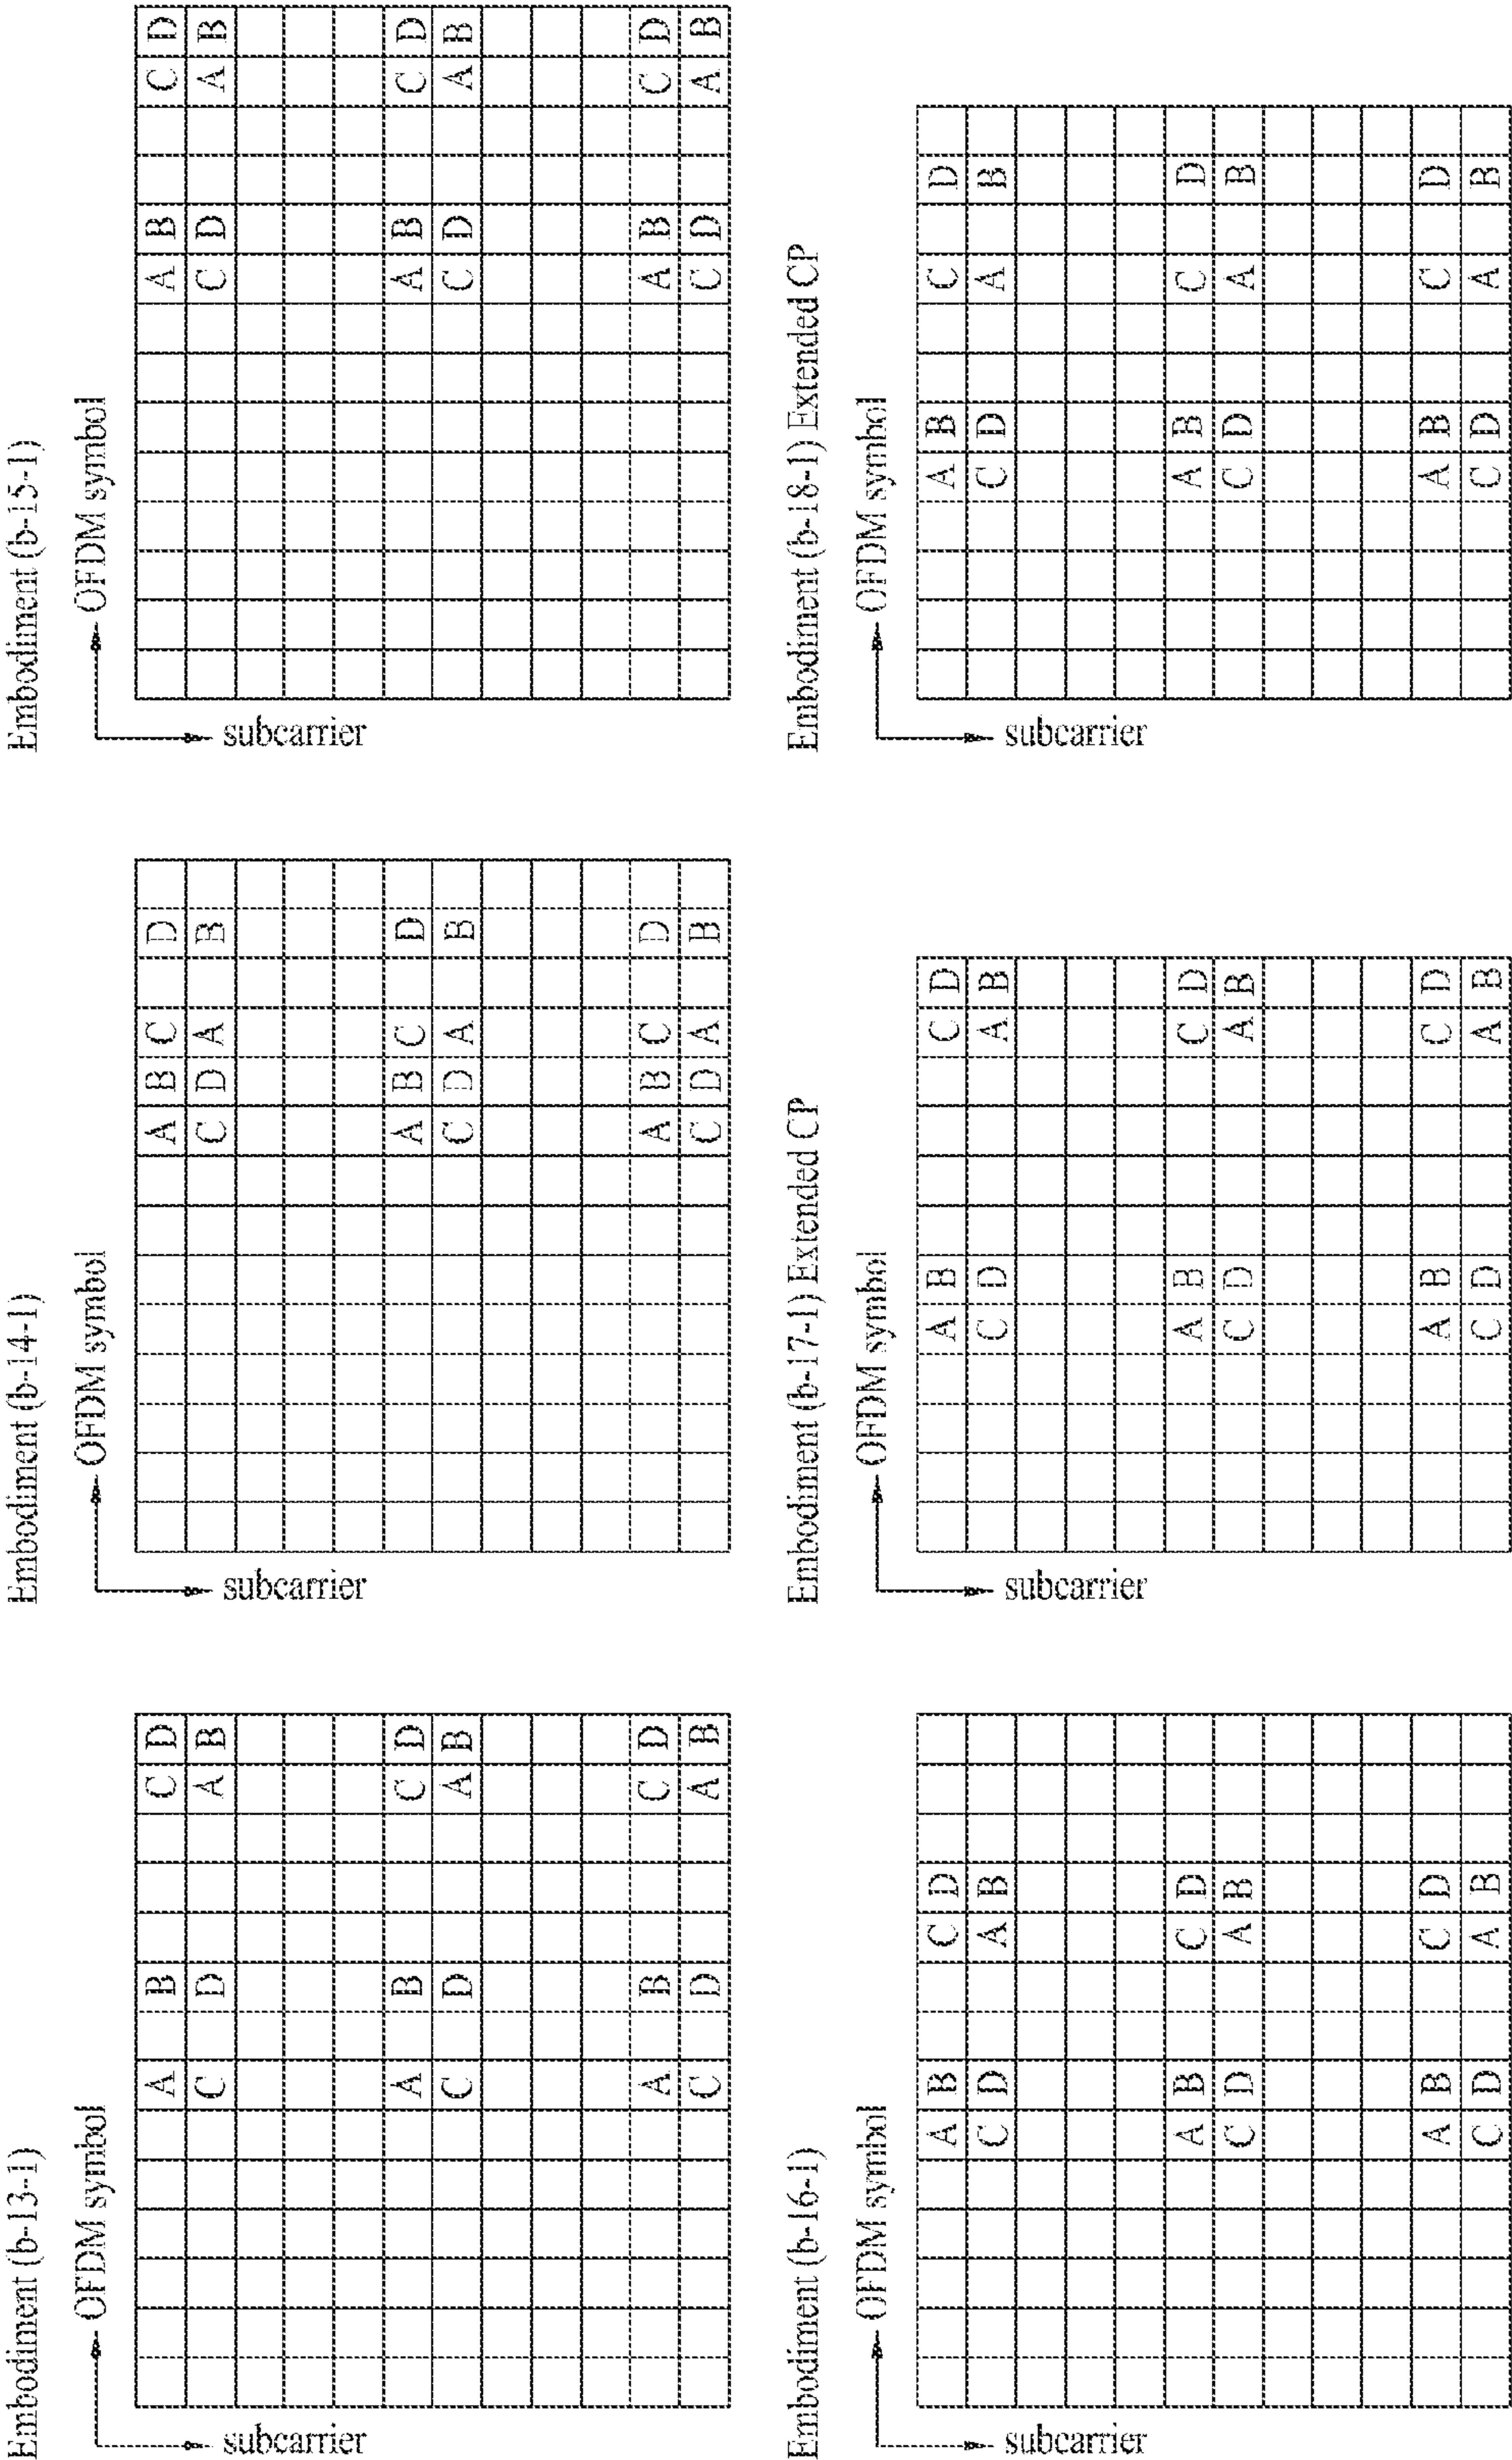 Embodiment (b-13-1)
OFDM symbol
subcarrier
A B C D
C D A B
A B C D
C D A B
A B C D
C D A B
Embodiment (b-14-1)
OFDM symbol
subcarrier
A B C D
C D A B
A B C D
C D A B
A B C D
C D A B
Embodiment (b-15-1)
OFDM symbol
subcarrier
A B C D
C D A B
A B C D
C D A B
A B C D
C D A B
Embodiment (b-16-1)
OFDM symbol
subcarrier
A B C D
C D A B
A B C D
C D A B
A B C D
C D A B
Embodiment (b-17-1) Extended CP
OFDM symbol
subcarrier
A B C D
C D A B
A B C D
C D A B
A B C D
C D A B
Embodiment (b-18-1) Extended CP
OFDM symbol
subcarrier
A B C D
C D A B
A B C D
C D A B
A B C D
C D A B